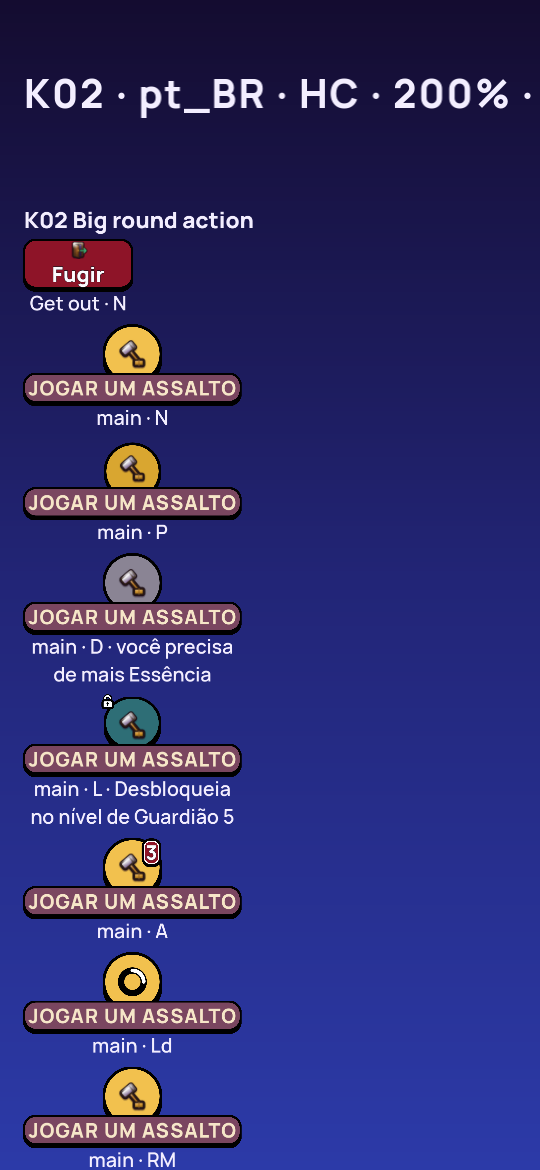 K02 · pt_BR · HC · 200% ·
K02 Big round action
Fugir
Get out · N
JOGAR UM ASSALTO
main · N
JOGAR UM ASSALTO
main · P
JOGAR UM ASSALTO
main · D · você precisa
de mais Essência
JOGAR UM ASSALTO
main · L · Desbloqueia
no nível de Guardião 5
3
JOGAR UM ASSALTO
main · A
JOGAR UM ASSALTO
main · Ld
JOGAR UM ASSALTO
main · RM